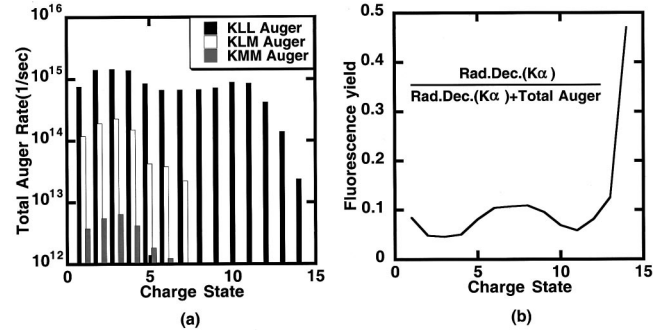 (a)
10^16
10^15
10^14
10^13
10^12
Total Auger Rate(1/sec)
KLL Auger
KLM Auger
KMM Auger
0 5 10 15
Charge State
(a)
(b)
0.5
0.4
0.3
0.2
0.1
0
Fluorescence yield
Rad.Dec.(Kα)
Rad.Dec.(Kα)+Total Auger
0 5 10 15
Charge State
(b)